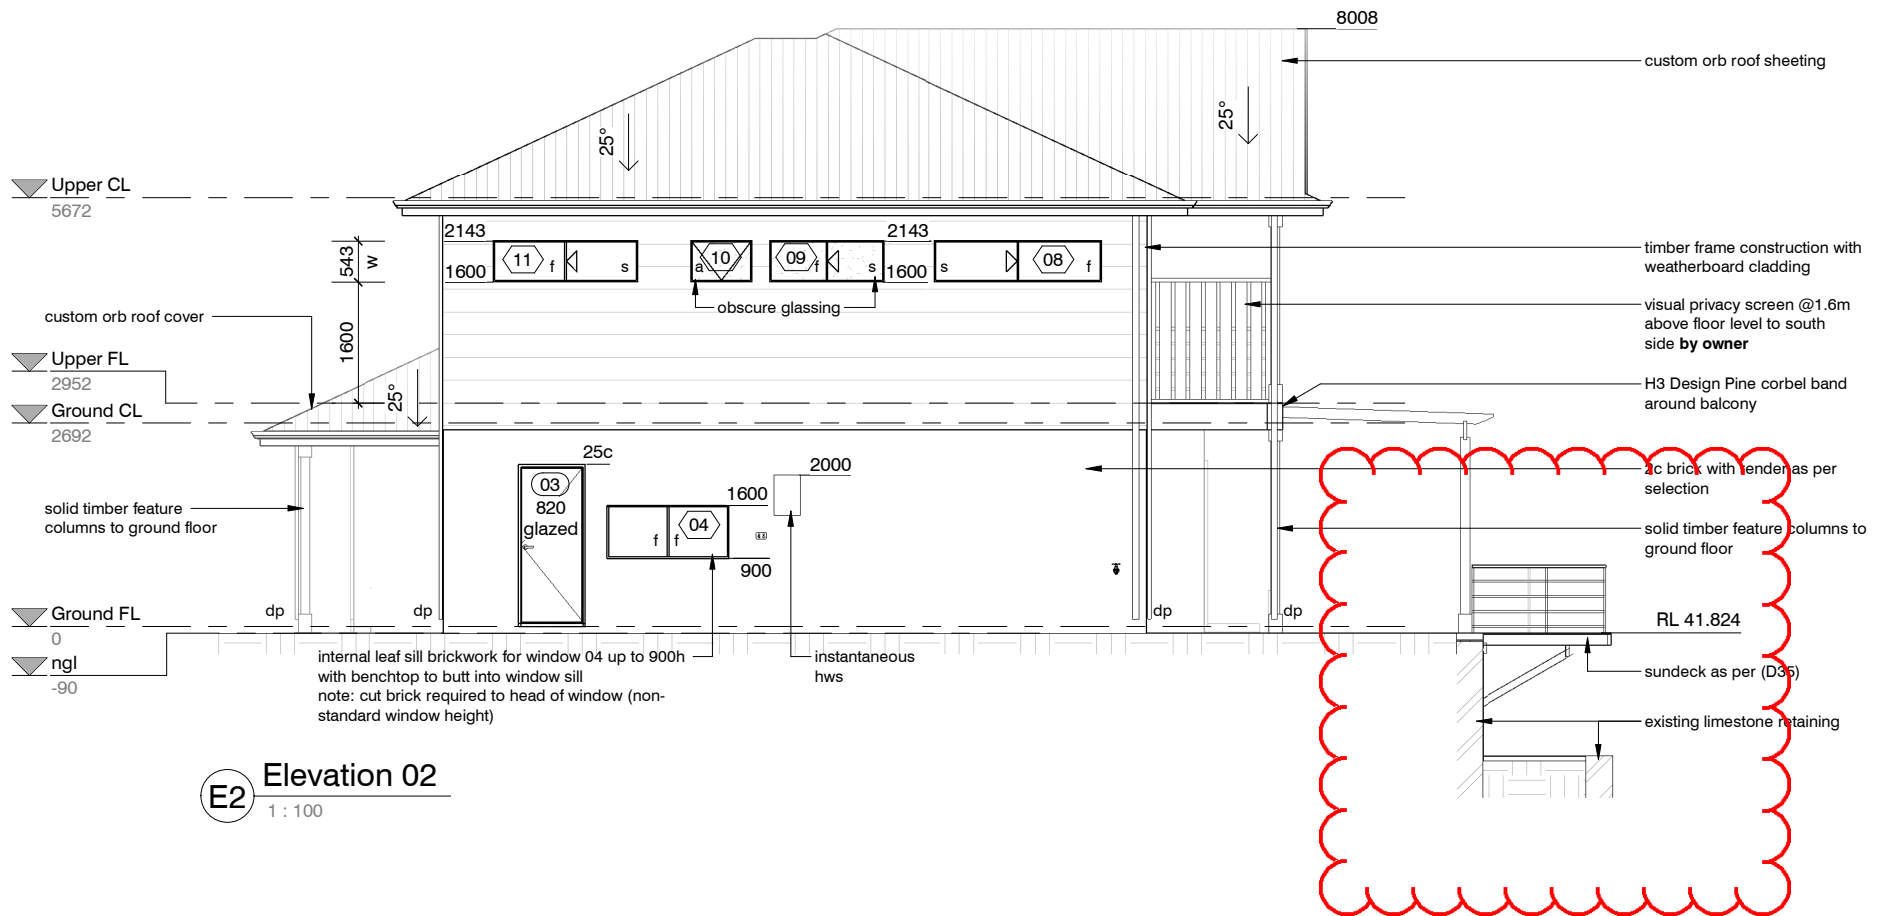 8008
custom orb roof sheeting
25°
25°
Upper CL
5672
2143
2143
543
w
11
f
s
a
10
09
f
s
s
08
f
1600
1600
timber frame construction with
weatherboard cladding
obscure glassing
visual privacy screen @1.6m
above floor level to south
side by owner
custom orb roof cover
1600
Upper FL
2952
25°
H3 Design Pine corbel band
around balcony
Ground CL
2692
25c
2000
2c brick with render as per
selection
03
820
glazed
1600
04
f
f
900
solid timber feature
columns to ground floor
solid timber feature columns to
ground floor
Ground FL
0
dp
dp
dp
dp
RL 41.824
ngl
-90
internal leaf sill brickwork for window 04 up to 900h
with benchtop to butt into window sill
note: cut brick required to head of window (non-
standard window height)
instantaneous
hws
sundeck as per (D35)
existing limestone retaining
E2
Elevation 02
1 : 100